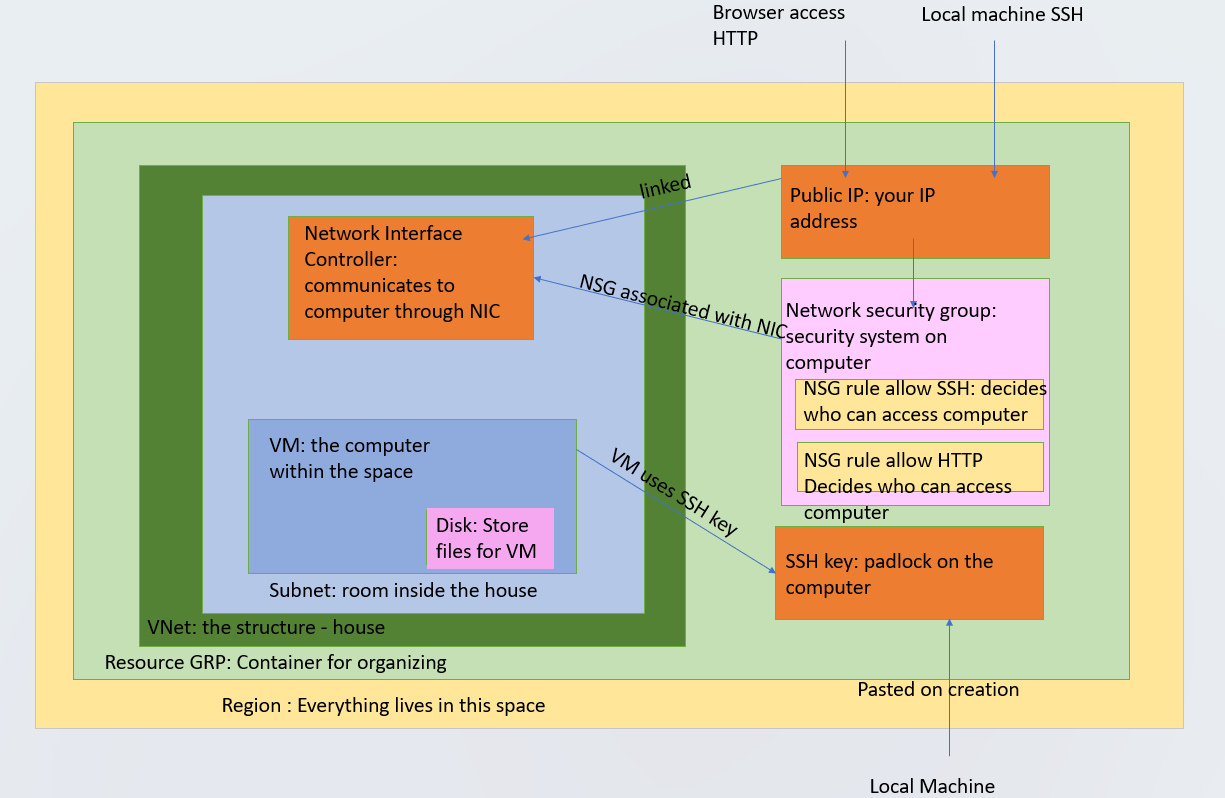 Browser access
HTTP
Local machine SSH
linked
Public IP: your IP
address
Network Interface
Controller:
communicates to
computer through NIC
NSG associated with NIC
Network security group:
security system on
computer
NSG rule allow SSH: decides
who can access computer
NSG rule allow HTTP
Decides who can access
computer
VM: the computer
within the space
VM uses SSH key
Disk: Store
files for VM
SSH key: padlock on the
computer
Subnet: room inside the house
VNet: the structure - house
Resource GRP: Container for organizing
Pasted on creation
Region : Everything lives in this space
Local Machine